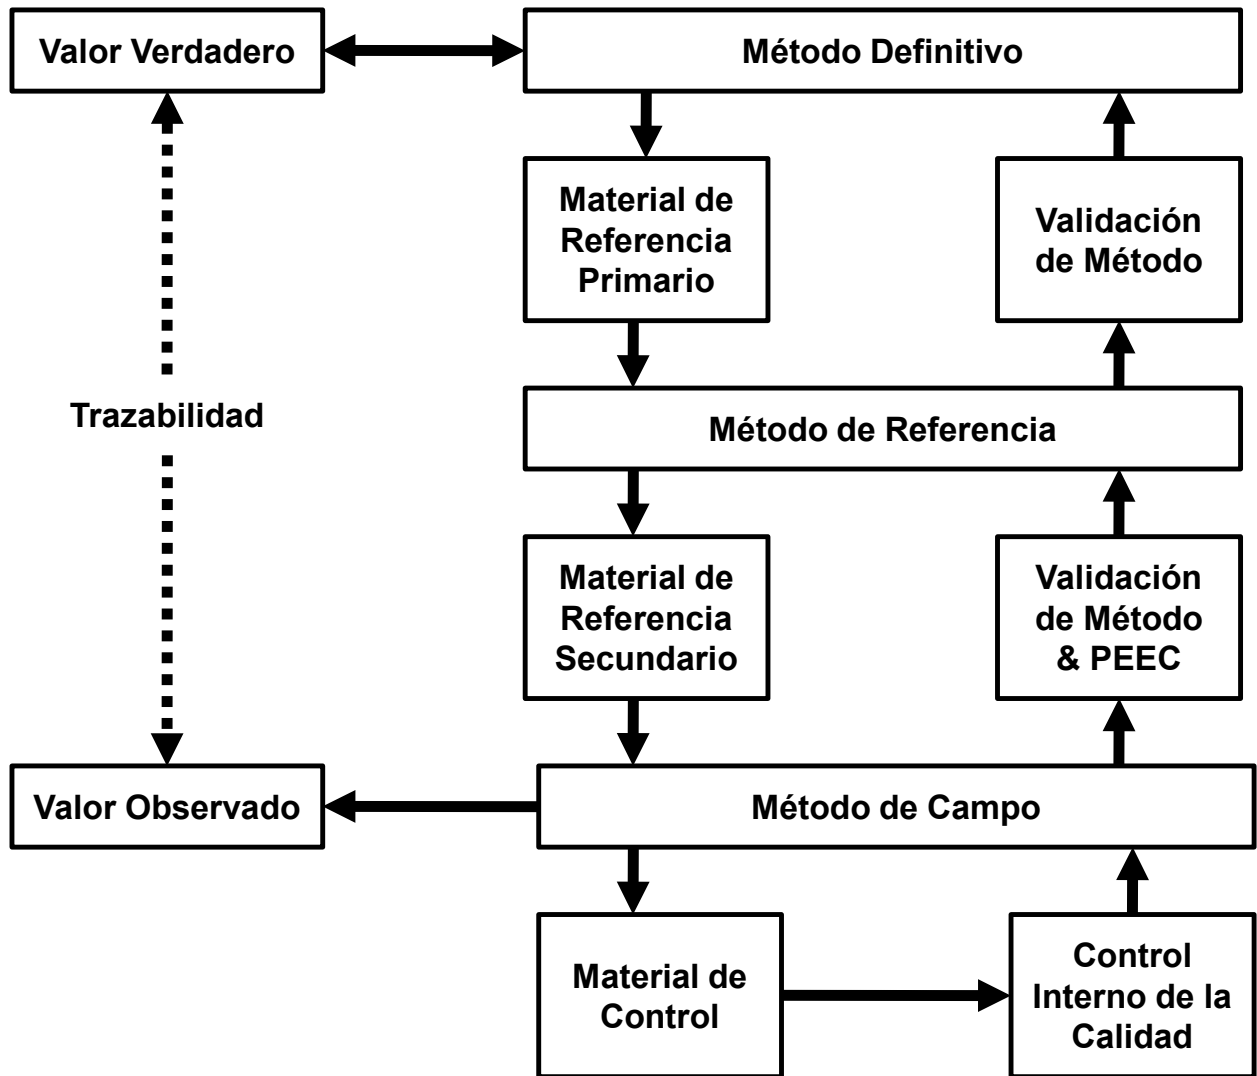 Valor Verdadero
Método Definitivo
Material de
Referencia
Primario
Validación
de Método
Trazabilidad
Método de Referencia
Material de
Referencia
Secundario
Validación
de Método
& PEEC
Valor Observado
Método de Campo
Material de
Control
Control
Interno de la
Calidad